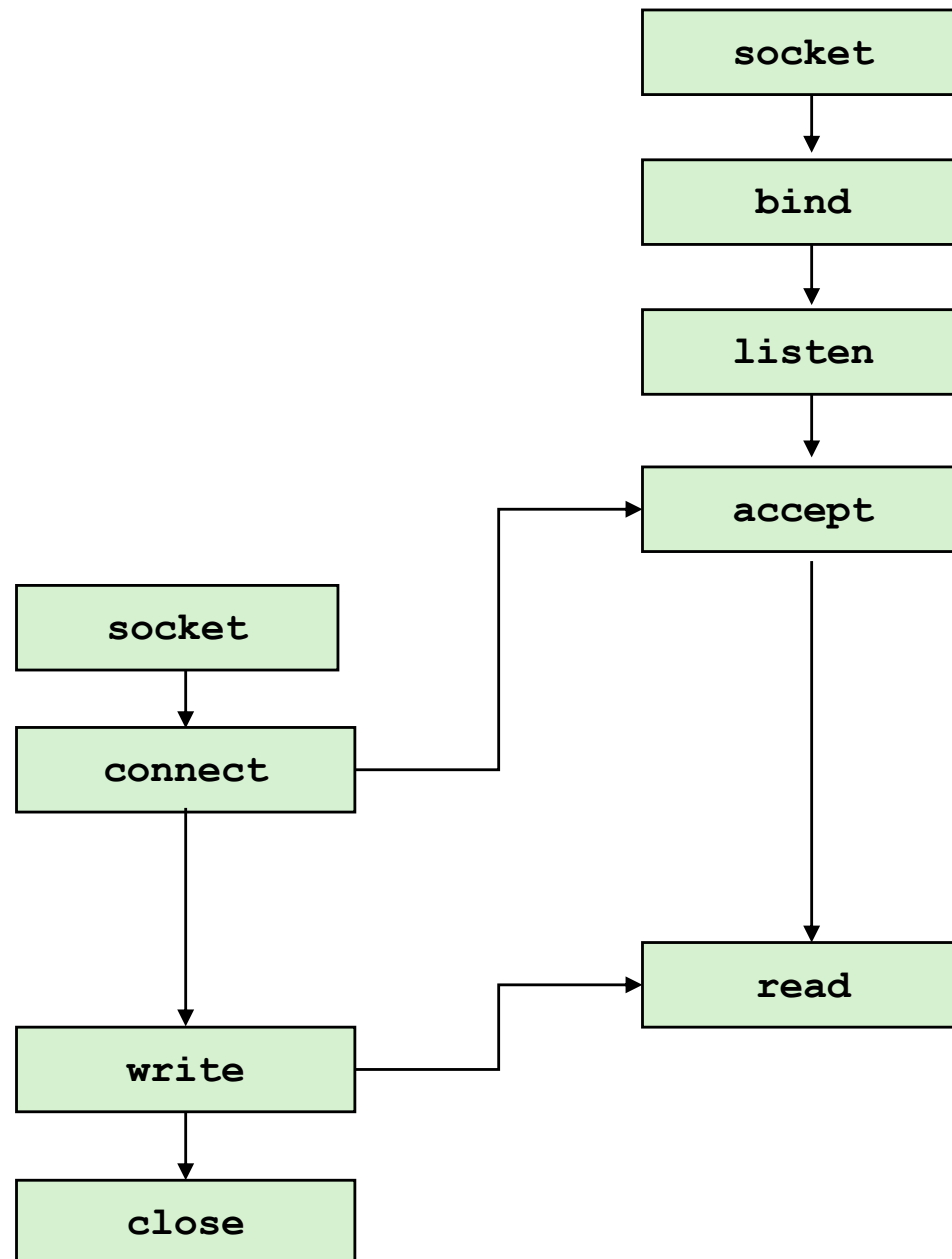 socket
bind
listen
accept
socket
connect
read
write
close